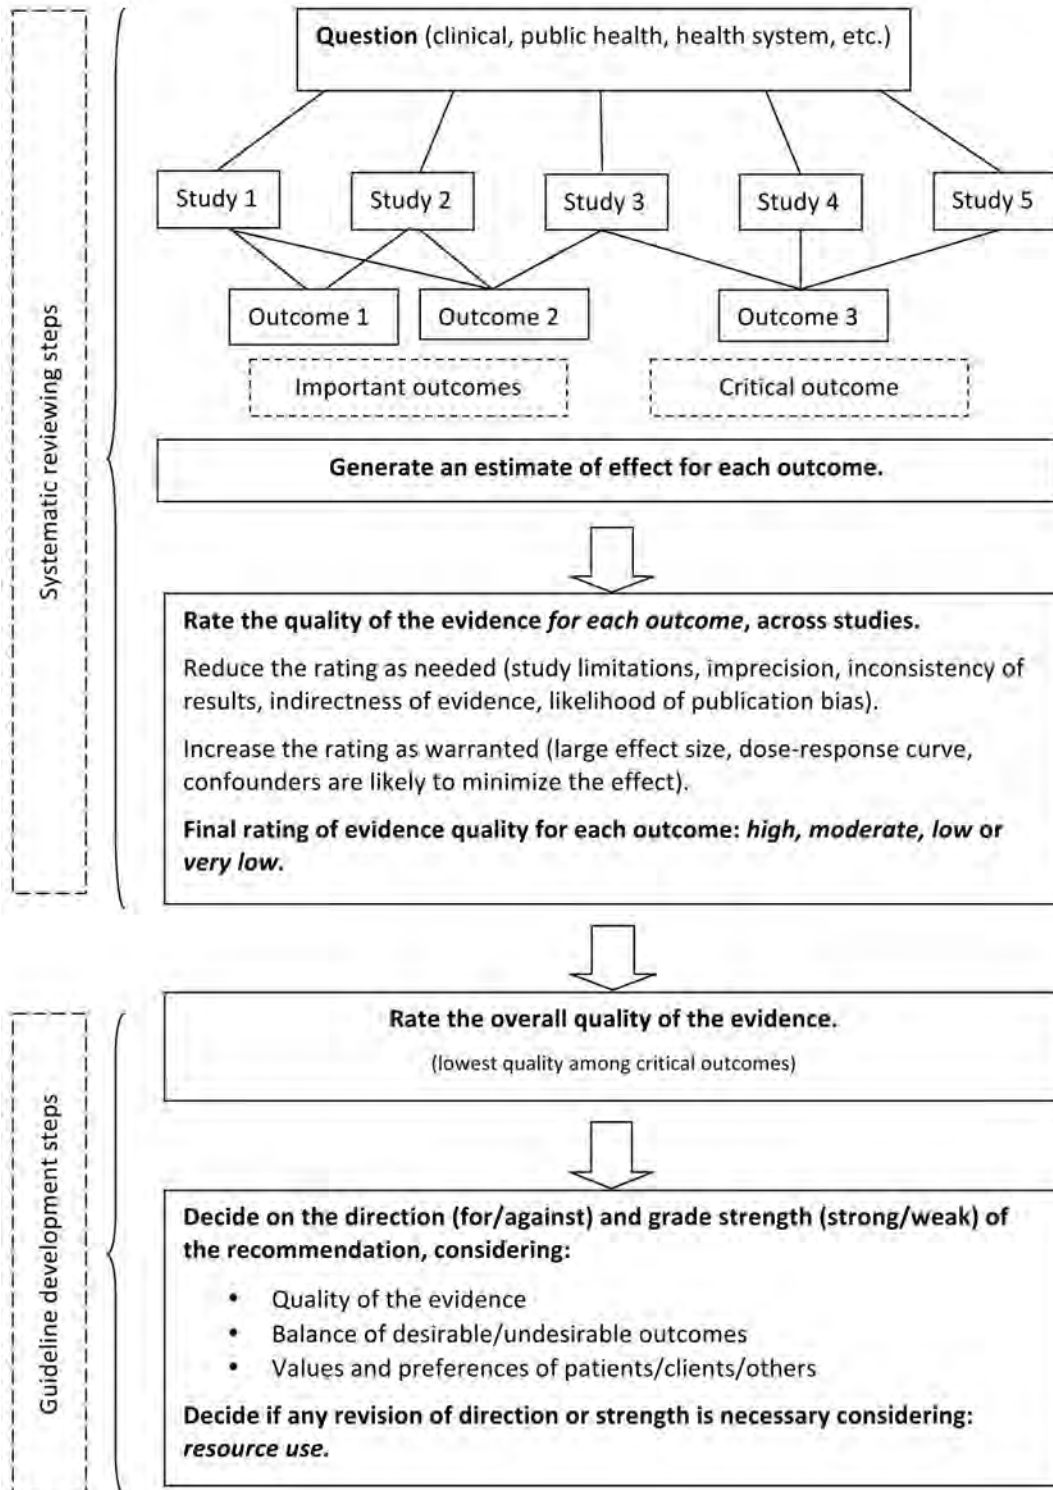 Question (clinical, public health, health system, etc.)
Study 1
Study 2
Study 3
Study 4
Study 5
Outcome 1
Outcome 2
Outcome 3
Important outcomes
Critical outcome
Systematic reviewing steps
Generate an estimate of effect for each outcome.
Rate the quality of the evidence for each outcome, across studies.
Reduce the rating as needed (study limitations, imprecision, inconsistency of
results, indirectness of evidence, likelihood of publication bias).
Increase the rating as warranted (large effect size, dose-response curve,
confounders are likely to minimize the effect).
Final rating of evidence quality for each outcome: high, moderate, low or
very low.
Rate the overall quality of the evidence.
(lowest quality among critical outcomes)
Guideline development steps
Decide on the direction (for/against) and grade strength (strong/weak) of
the recommendation, considering:
• Quality of the evidence
• Balance of desirable/undesirable outcomes
• Values and preferences of patients/clients/others
Decide if any revision of direction or strength is necessary considering:
resource use.